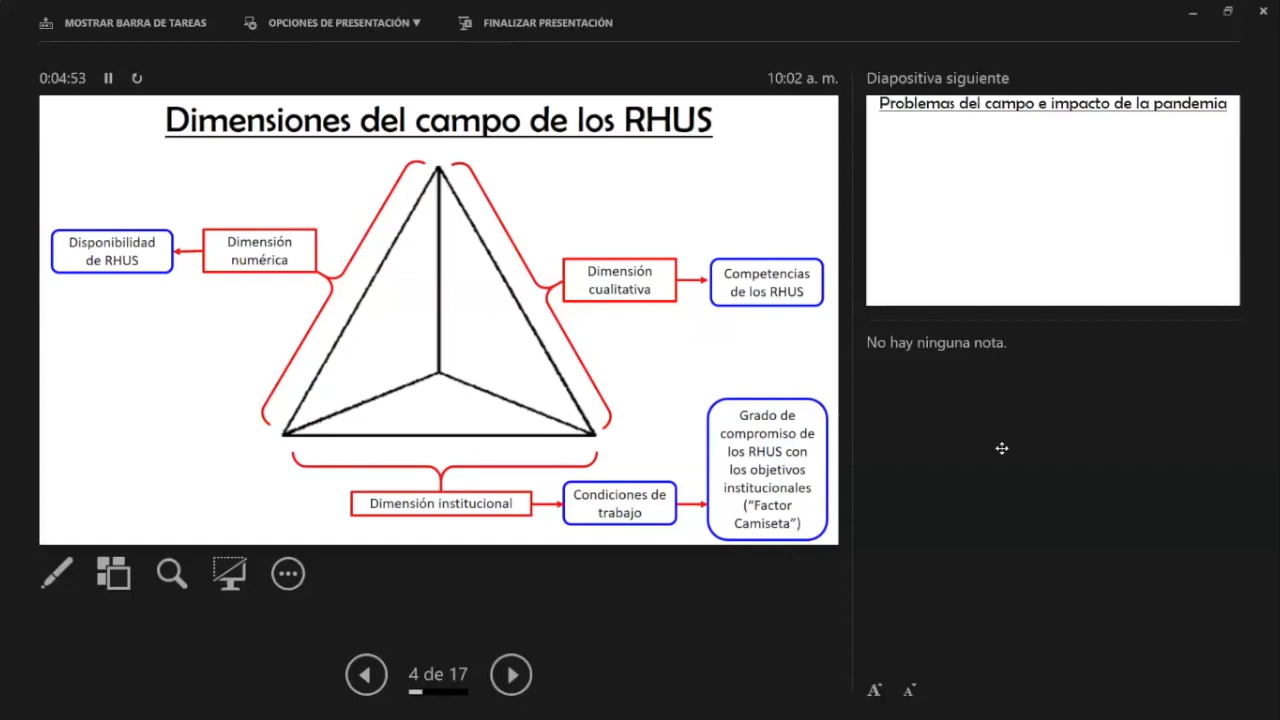 MOSTRAR BARRA DE TAREAS
OPCIONES DE PRESENTACIÓN ▼
FINALIZAR PRESENTACIÓN
0:04:53
10:02 a. m.
Dimensiones del campo de los RHUS
Disponibilidad
de RHUS
Dimensión
numérica
Dimensión
cualitativa
Competencias
de los RHUS
Dimensión institucional
Condiciones de
trabajo
Grado de
compromiso de
los RHUS con
los objetivos
institucionales
(“Factor
Camiseta”)
4 de 17
Diapositiva siguiente
Problemas del campo e impacto de la pandemia
No hay ninguna nota.
A A